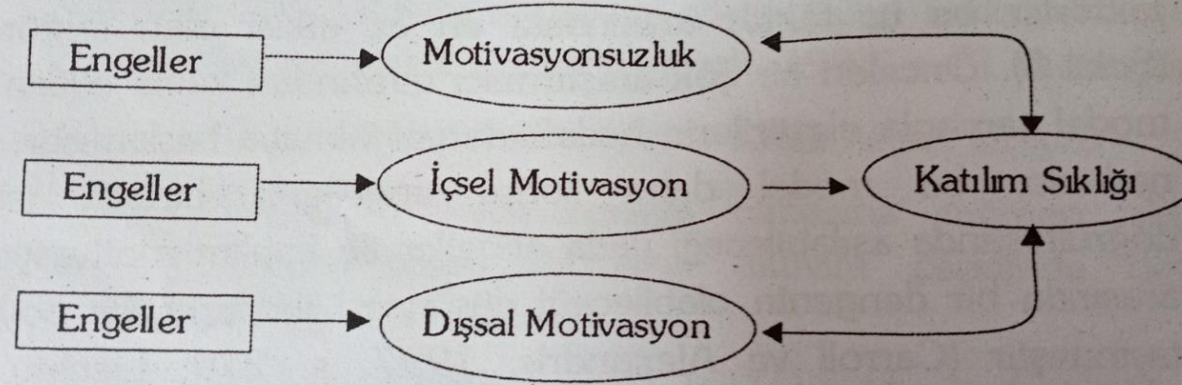 Engeller
Motivasyonsuzluk
Engeller
İçsel Motivasyon
Katılım Sıklığı
Engeller
Dışsal Motivasyon